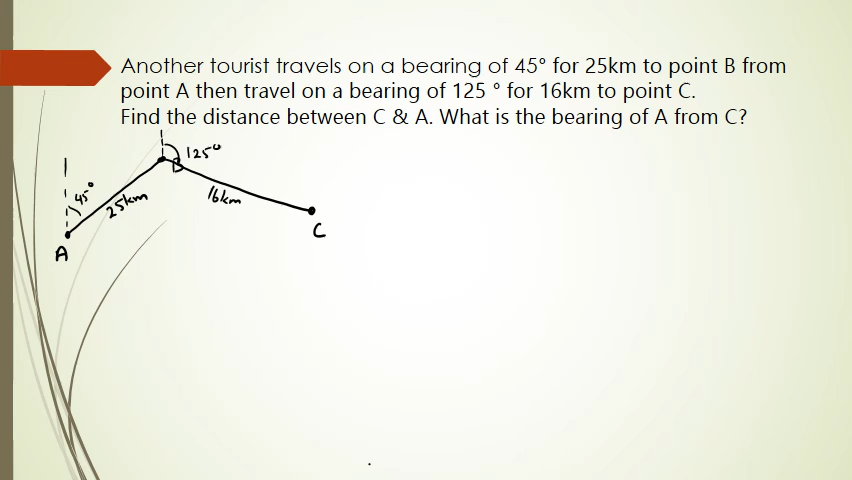 Another tourist travels on a bearing of 45° for 25km to point B from
point A then travel on a bearing of 125 ° for 16km to point C.
Find the distance between C & A. What is the bearing of A from C?
125°
B
45°
25km
16km
A
C